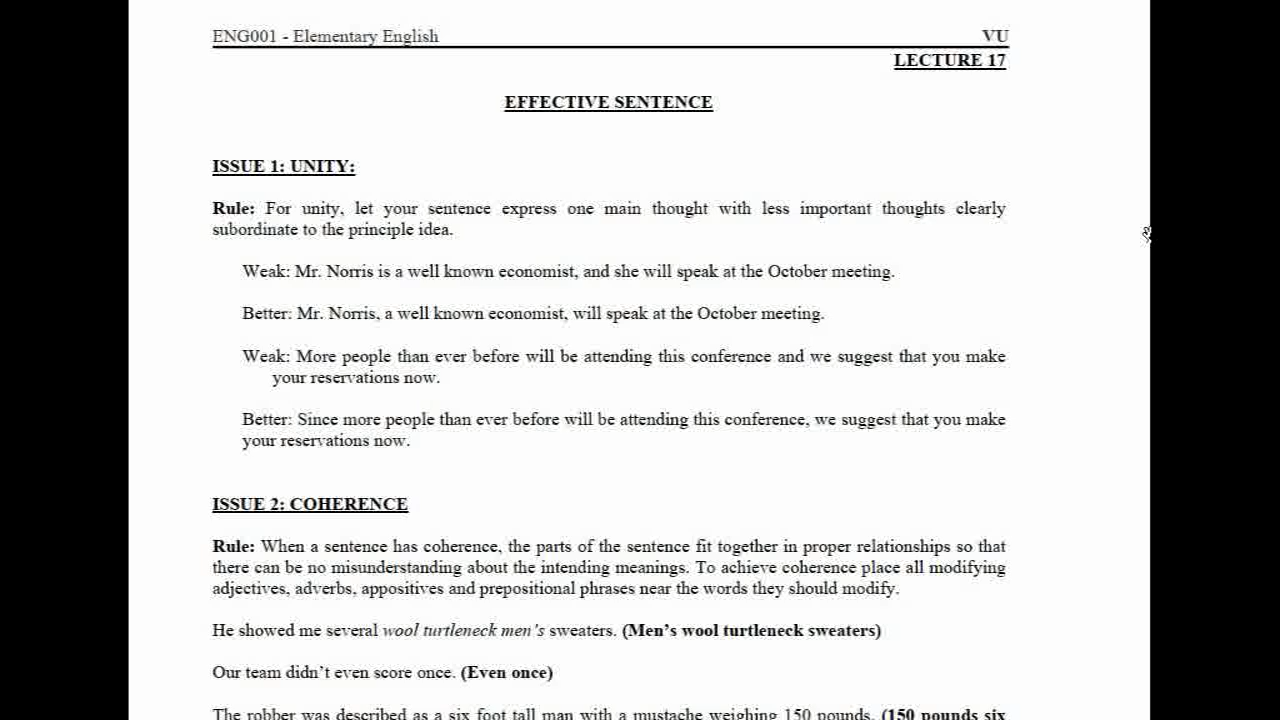 ENG001 - Elementary English VU
LECTURE 17
EFFECTIVE SENTENCE
ISSUE 1: UNITY:
Rule: For unity, let your sentence express one main thought with less important thoughts clearly
subordinate to the principle idea.
Weak: Mr. Norris is a well known economist, and she will speak at the October meeting.
Better: Mr. Norris, a well known economist, will speak at the October meeting.
Weak: More people than ever before will be attending this conference and we suggest that you make
your reservations now.
Better: Since more people than ever before will be attending this conference, we suggest that you make
your reservations now.
ISSUE 2: COHERENCE
Rule: When a sentence has coherence, the parts of the sentence fit together in proper relationships so that
there can be no misunderstanding about the intending meanings. To achieve coherence place all modifying
adjectives, adverbs, appositives and prepositional phrases near the words they should modify.
He showed me several wool turtleneck men's sweaters. (Men's wool turtleneck sweaters)
Our team didn't even score once. (Even once)
The robber was described as a six foot tall man with a mustache weighing 150 pounds. (150 pounds six